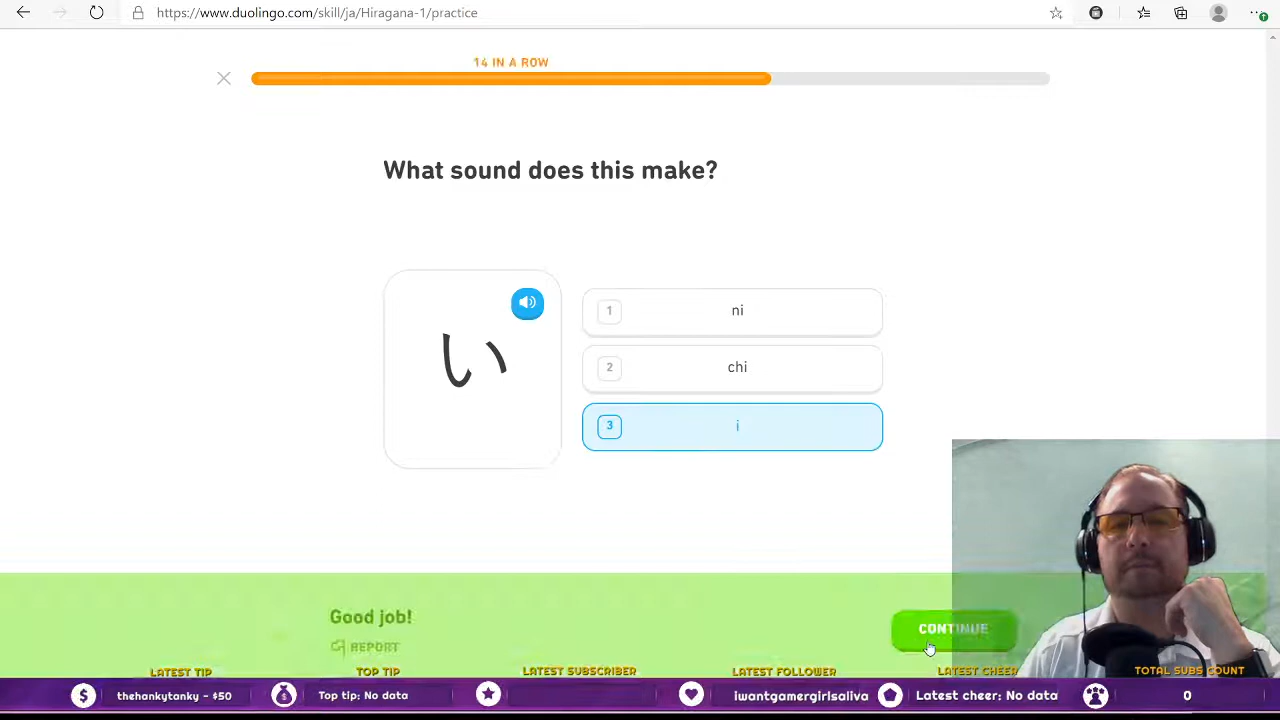 https://www.duolingo.com/skill/ja/Hiragana-1/practice
14 IN A ROW
What sound does this make?
い
1 ni
2 chi
3 i
Good job!
REPORT
CONTINUE
LATEST TIP TOP TIP LATEST SUBSCRIBER LATEST FOLLOWER LATEST CHEER TOTAL SUBS COUNT
$ thehankytanky - $50 Top tip: No data iwantgamergirlsaliva Latest cheer: No data 0